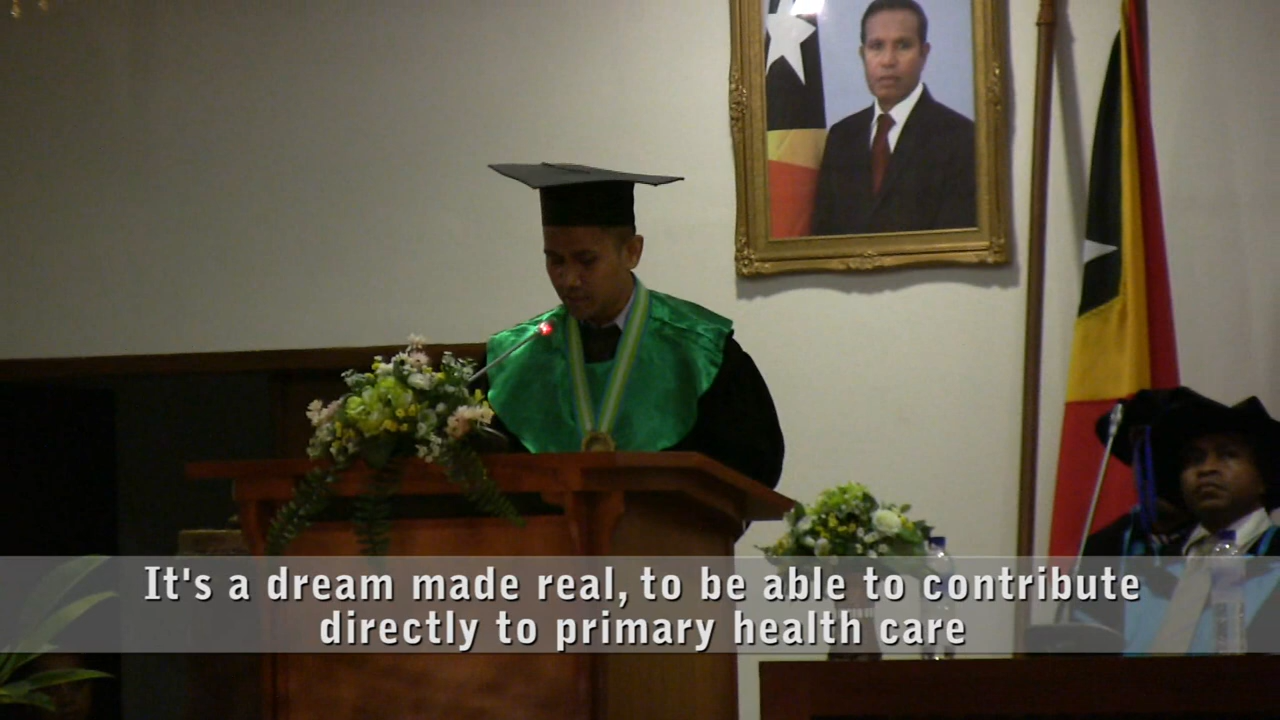 It's a dream made real, to be able to contribute
directly to primary health care